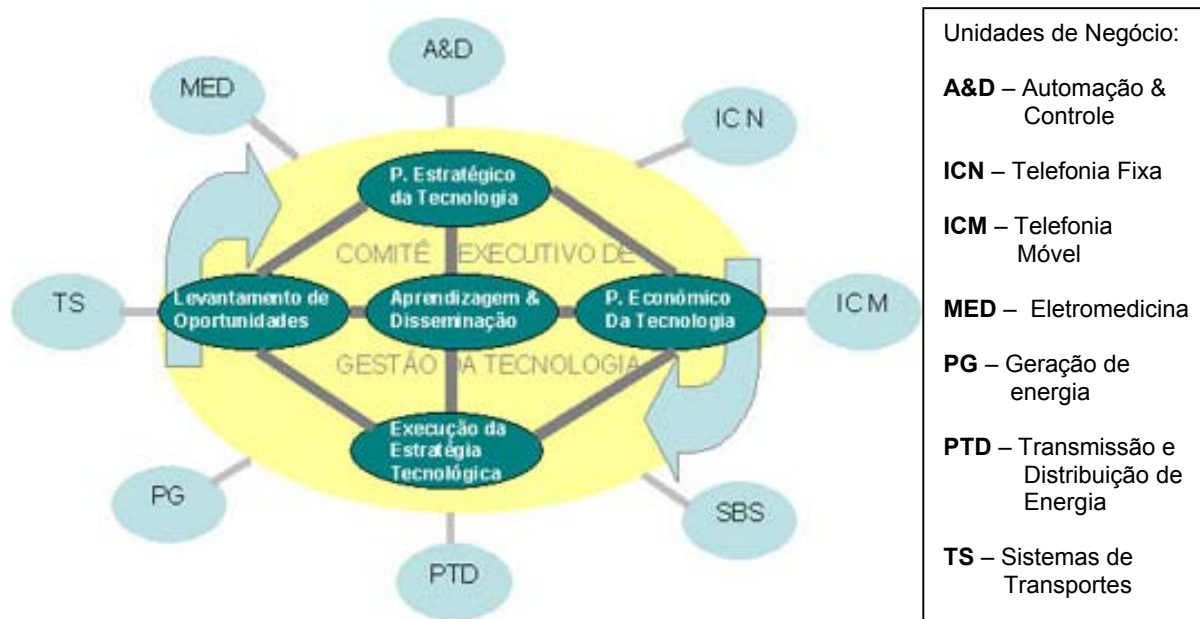 A&D
MED
ICN
P. Estratégico
da Tecnologia
COMITÊ EXECUTIVO DE
TS
Levantamento de
Oportunidades
Aprendizagem &
Disseminação
P. Econômico
Da Tecnologia
ICM
GESTÃO DA TECNOLOGIA
Execução da
Estratégia
Tecnológica
PG
SBS
PTD
Unidades de Negócio:
A&D – Automação &
Controle
ICN – Telefonia Fixa
ICM – Telefonia
Móvel
MED – Eletromedicina
PG – Geração de
energia
PTD – Transmissão e
Distribuição de
Energia
TS – Sistemas de
Transportes